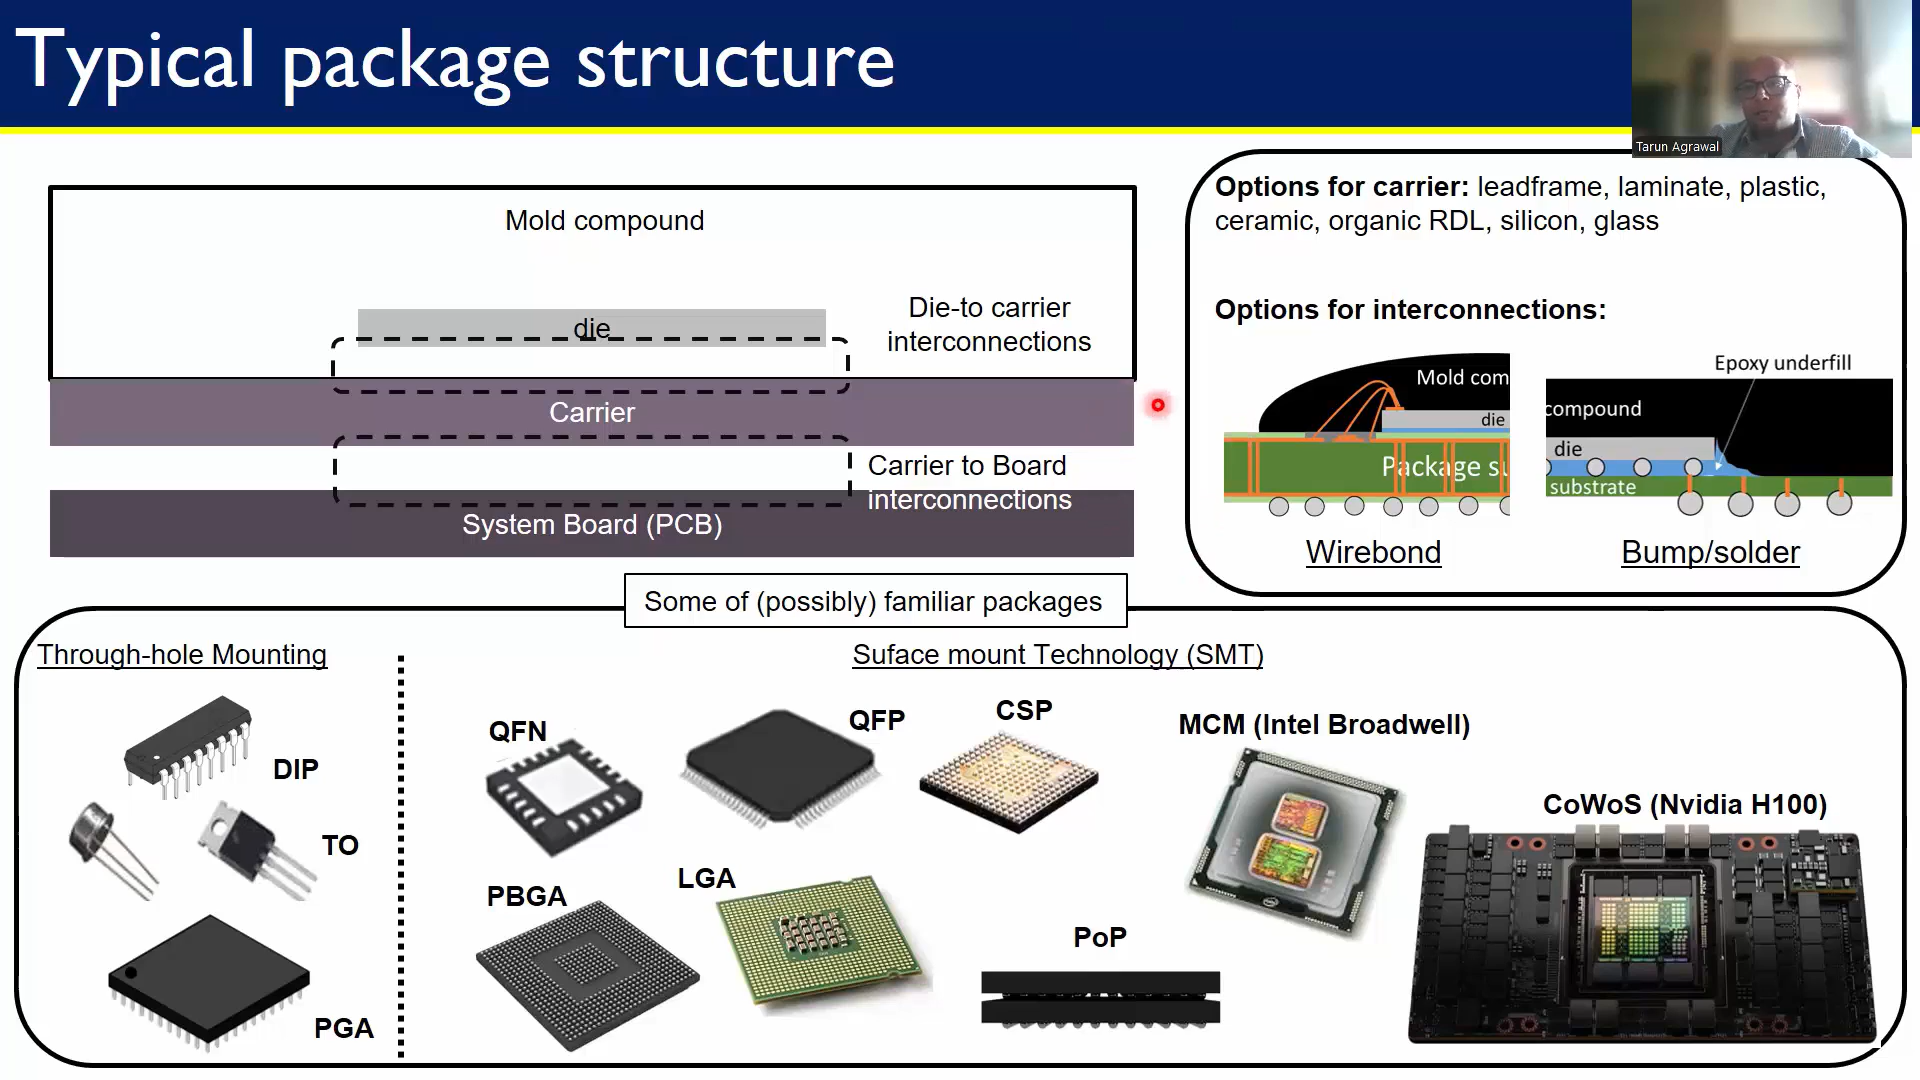 Typical package structure
Tarun Agrawal
Mold compound
die
Die-to carrier
interconnections
Carrier
Carrier to Board
interconnections
System Board (PCB)
Options for carrier: leadframe, laminate, plastic,
ceramic, organic RDL, silicon, glass
Options for interconnections:
Mold com
die
Package su
Wirebond
Epoxy underfill
compound
die
substrate
Bump/solder
Some of (possibly) familiar packages
Through-hole Mounting
DIP
TO
PGA
Suface mount Technology (SMT)
QFN
QFP
CSP
MCM (Intel Broadwell)
CoWoS (Nvidia H100)
PBGA
LGA
PoP